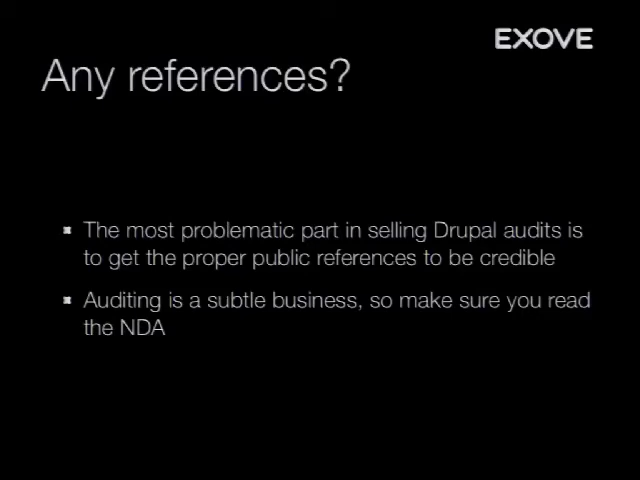 EXOVE
Any references?
The most problematic part in selling Drupal audits is
to get the proper public references to be credible
Auditing is a subtle business, so make sure you read
the NDA